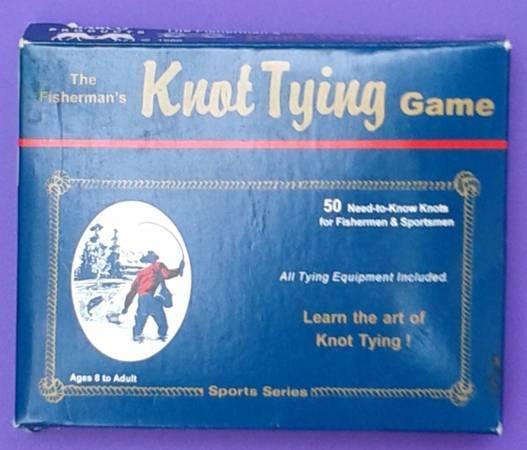 PRODUCTS
The
Fisherman's
Knot Tying Game
50 Need-to-Know Knots
for Fishermen & Sportsmen
All Tying Equipment Included.
Learn the art of
Knot Tying !
Ages 8 to Adult
Sports Series